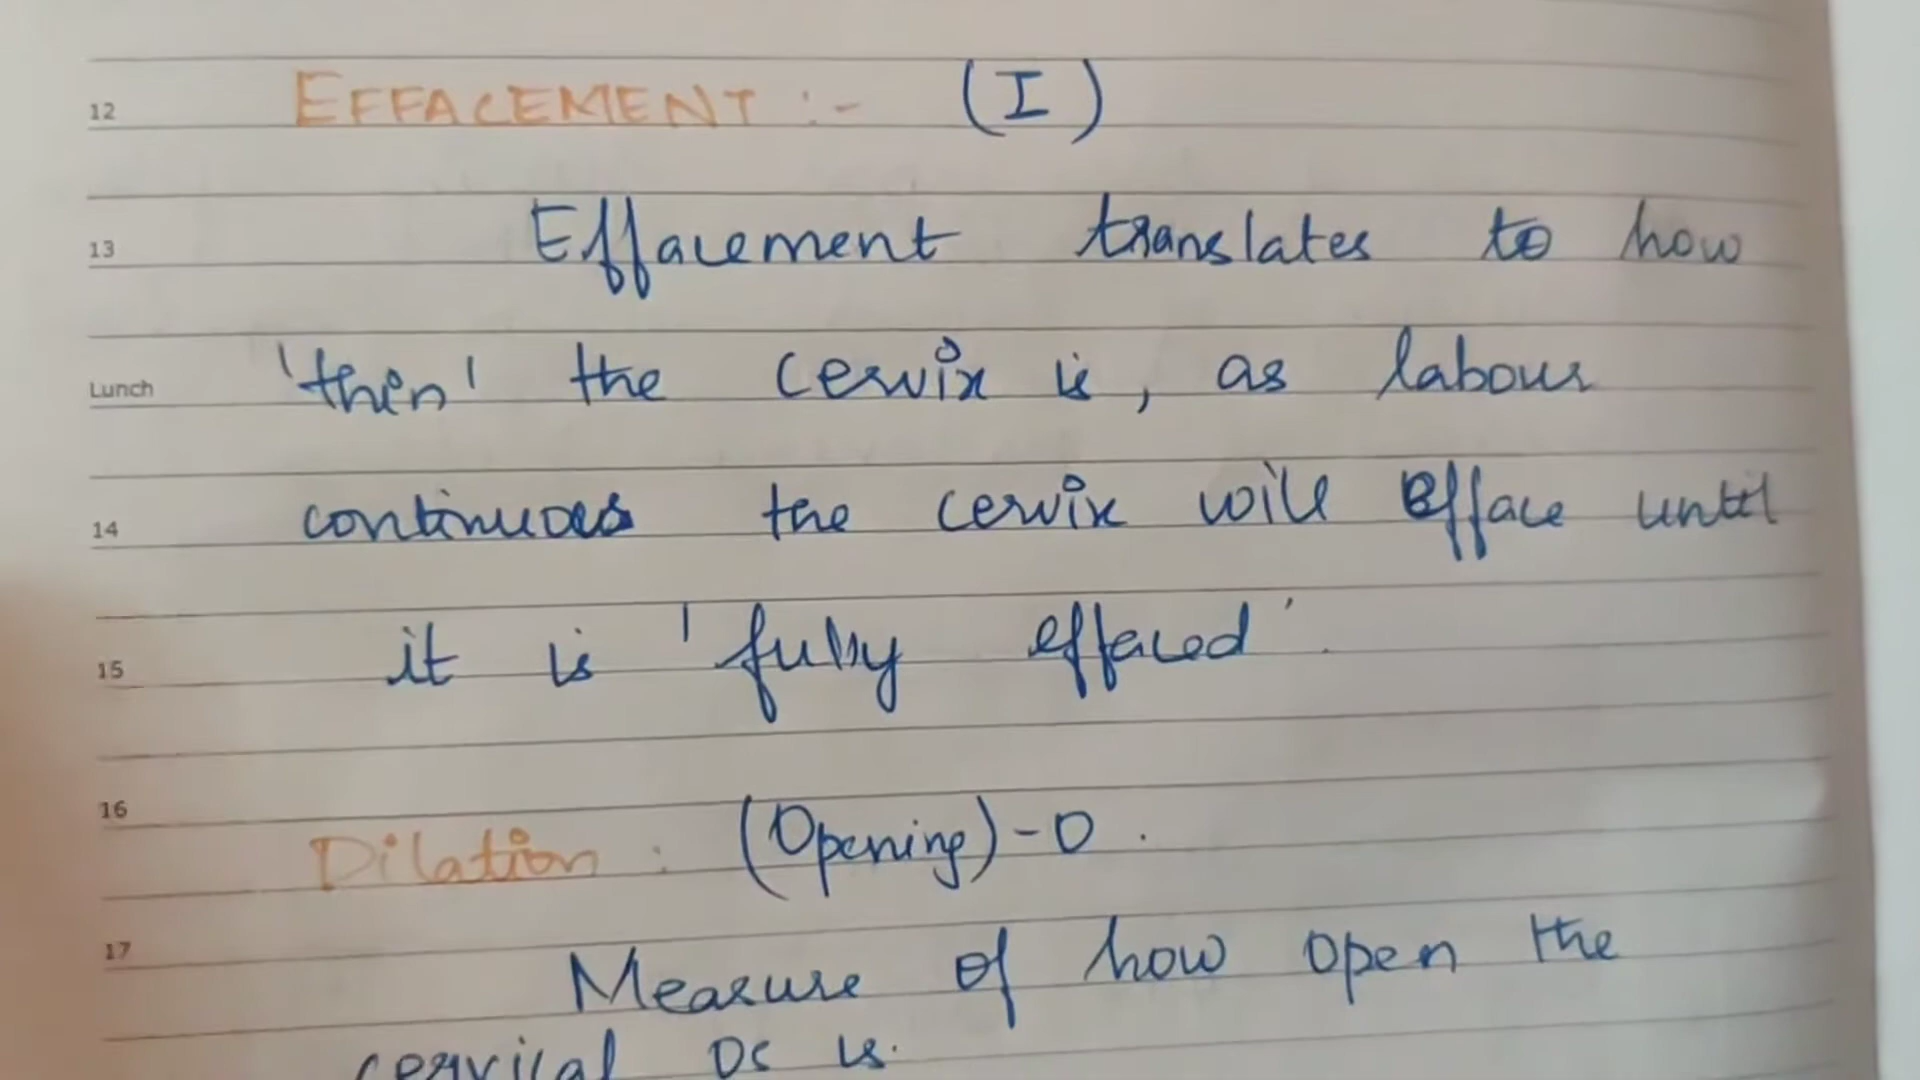 12 EFFACEMENT :- (I)
13 Effacement translates to how
Lunch 'thin' the cervix is, as labour
14 continuous the cervix will efface until
15 it is 'fully effaced'.
16
Dilation : (Opening) - O .
17
Measure of how open the
cervical os is.